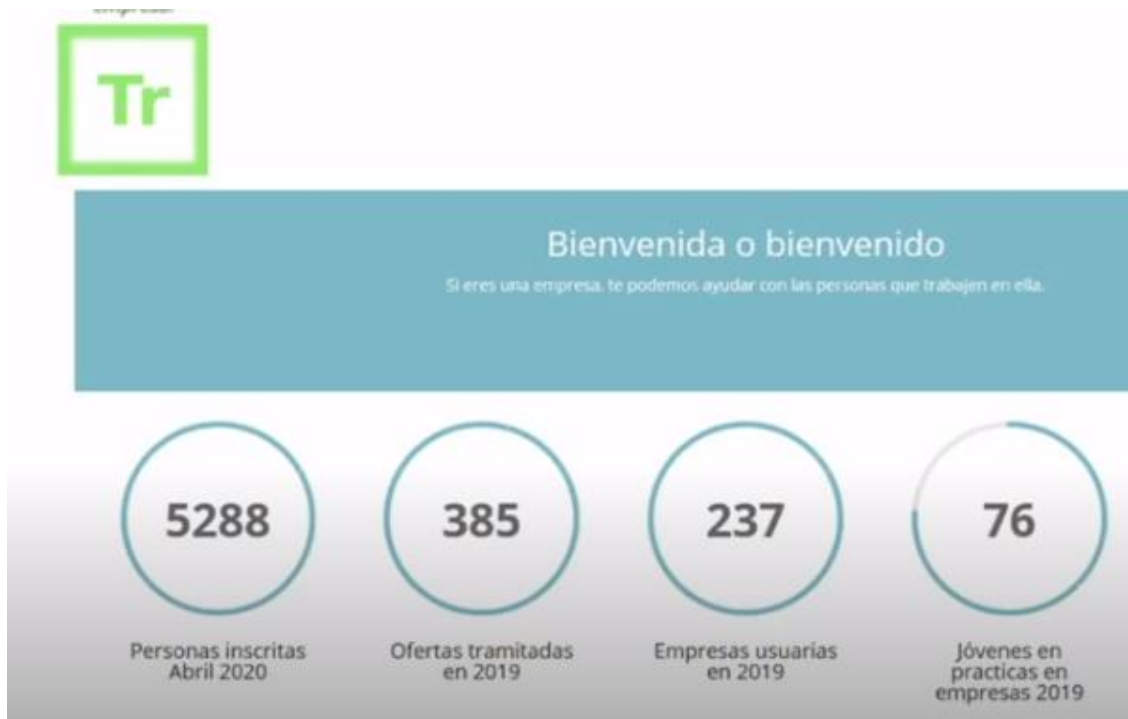 Tr
Bienvenida o bienvenido
Si eres una empresa, te podemos ayudar con las personas que trabajen en ella.
5288
385
237
76
Personas inscritas
Abril 2020
Ofertas tramitadas
en 2019
Empresas usuarias
en 2019
Jóvenes en
practicas en
empresas 2019